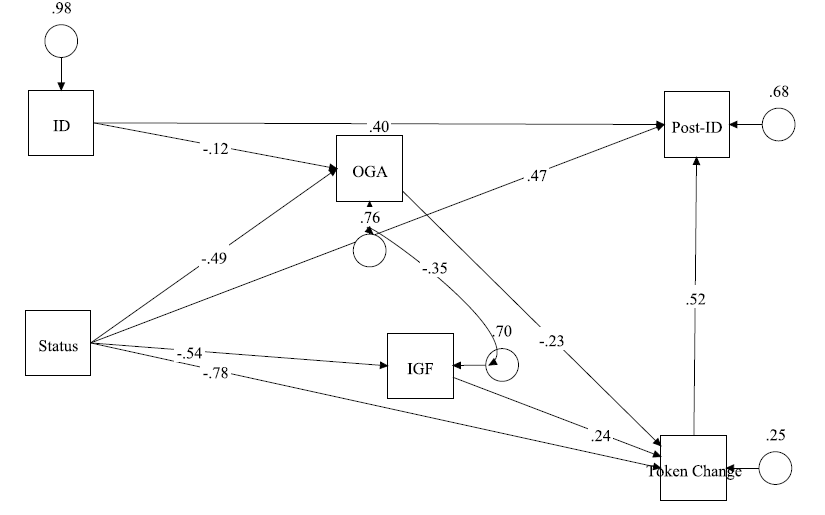 .98
ID
.40
-.12
OGA
Post-ID
.68
.47
.76
-.49
-.35
.52
Status
-.54
-.78
IGF
.70
-.23
.24
.25
Token Change